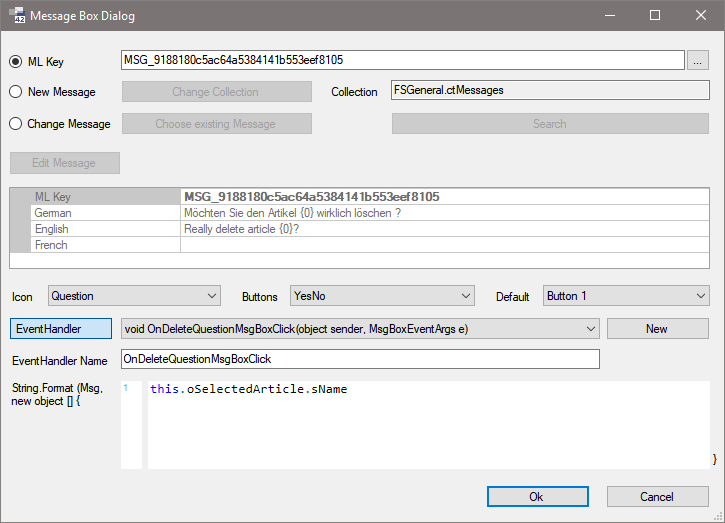 42 Message Box Dialog
ML Key MSG_9188180c5ac64a5384141b553eef8105 ...
New Message Change Collection Collection FSGeneral.ctMessages
Change Message Choose existing Message Search
Edit Message
ML Key MSG_9188180c5ac64a5384141b553eef8105
German Möchten Sie den Artikel {0} wirklich löschen ?
English Really delete article {0}?
French
Icon Question Buttons YesNo Default Button 1
EventHandler void OnDeleteQuestionMsgBoxClick(object sender, MsgBoxEventArgs e) New
EventHandler Name OnDeleteQuestionMsgBoxClick
String.Format (Msg, 1 this.oSelectedArticle.sName
new object [] {
}
Ok Cancel